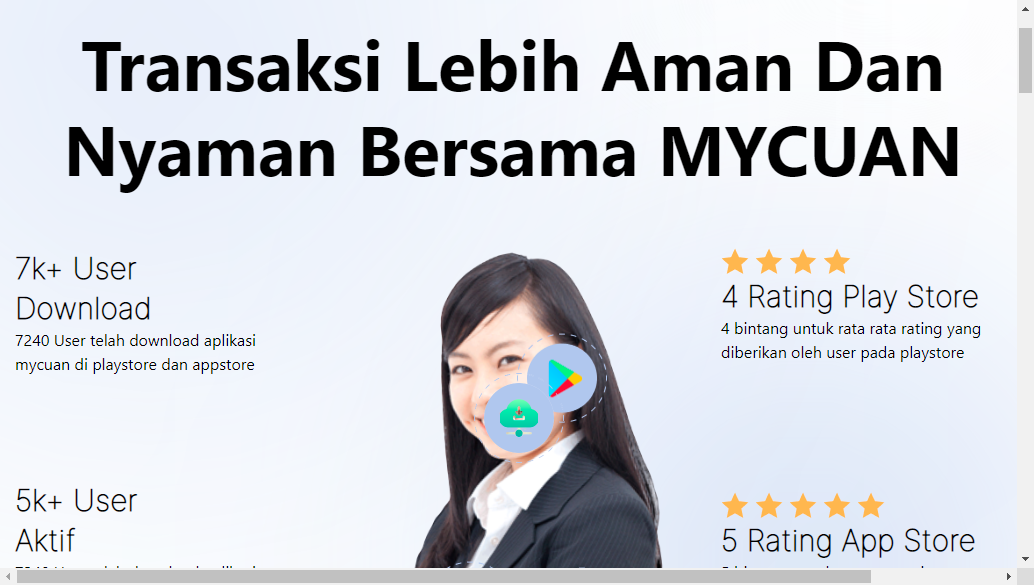 Transaksi Lebih Aman Dan
Nyaman Bersama MYCUAN
7k+ User
Download
7240 User telah download aplikasi
mycuan di playstore dan appstore
4 Rating Play Store
4 bintang untuk rata rata rating yang
diberikan oleh user pada playstore
5k+ User
Aktif
5 Rating App Store